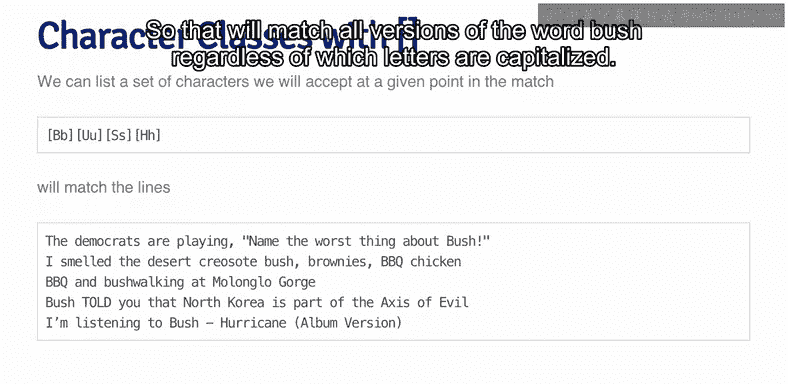 Character Classes with []
So that will match all versions of the word bush
regardless of which letters are capitalized.
We can list a set of characters we will accept at a given point in the match
[Bb][Uu][Ss][Hh]
will match the lines
The democrats are playing, "Name the worst thing about Bush!"
I smelled the desert creosote bush, brownies, BBQ chicken
BBQ and bushwalking at Molonglo Gorge
Bush TOLD you that North Korea is part of the Axis of Evil
I'm listening to Bush - Hurricane (Album Version)